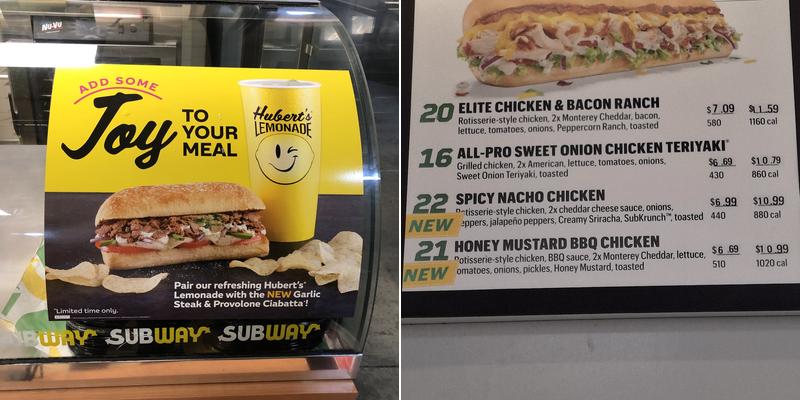 NU-VU
ADD SOME
Joy TO
YOUR
MEAL
Hubert's
LEMONADE
Pair our refreshing Hubert's®
Lemonade with the NEW Garlic
Steak & Provolone Ciabatta*!
*Limited time only.
SUBWAY® SUBWAY® SUBWAY®
20 ELITE CHICKEN & BACON RANCH
Rotisserie-style chicken, 2x Monterey Cheddar, bacon,
lettuce, tomatoes, onions, Peppercorn Ranch, toasted
$7.09 $11.59
580 1160 cal
16 ALL-PRO SWEET ONION CHICKEN TERIYAKI®
Grilled chicken, 2x American, lettuce, tomatoes, onions,
Sweet Onion Teriyaki, toasted
$6.69 $10.79
430 860 cal
22 SPICY NACHO CHICKEN
NEW
Rotisserie-style chicken, 2x cheddar cheese sauce, onions,
peppers, jalapeño peppers, Creamy Sriracha, SubKrunch™, toasted
$6.99 $10.99
440 880 cal
21 HONEY MUSTARD BBQ CHICKEN
NEW
Rotisserie-style chicken, BBQ sauce, 2x Monterey Cheddar, lettuce,
tomatoes, onions, pickles, Honey Mustard, toasted
$6.69 $10.99
510 1020 cal